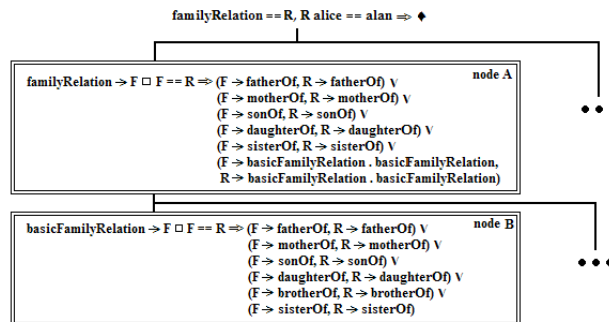 familyRelation == R, R alice == alan ⇒ ♦
node A
familyRelation → F □ F == R ⇒ (F → fatherOf, R → fatherOf) V
(F → motherOf, R → motherOf) V
(F → sonOf, R → sonOf) V
(F → daughterOf, R → daughterOf) V
(F → sisterOf, R → sisterOf) V
(F → basicFamilyRelation . basicFamilyRelation,
R → basicFamilyRelation . basicFamilyRelation)
node B
basicFamilyRelation → F □ F == R ⇒ (F → fatherOf, R → fatherOf) V
(F → motherOf, R → motherOf) V
(F → sonOf, R → sonOf) V
(F → daughterOf, R → daughterOf) V
(F → brotherOf, R → brotherOf) V
(F → sisterOf, R → sisterOf)